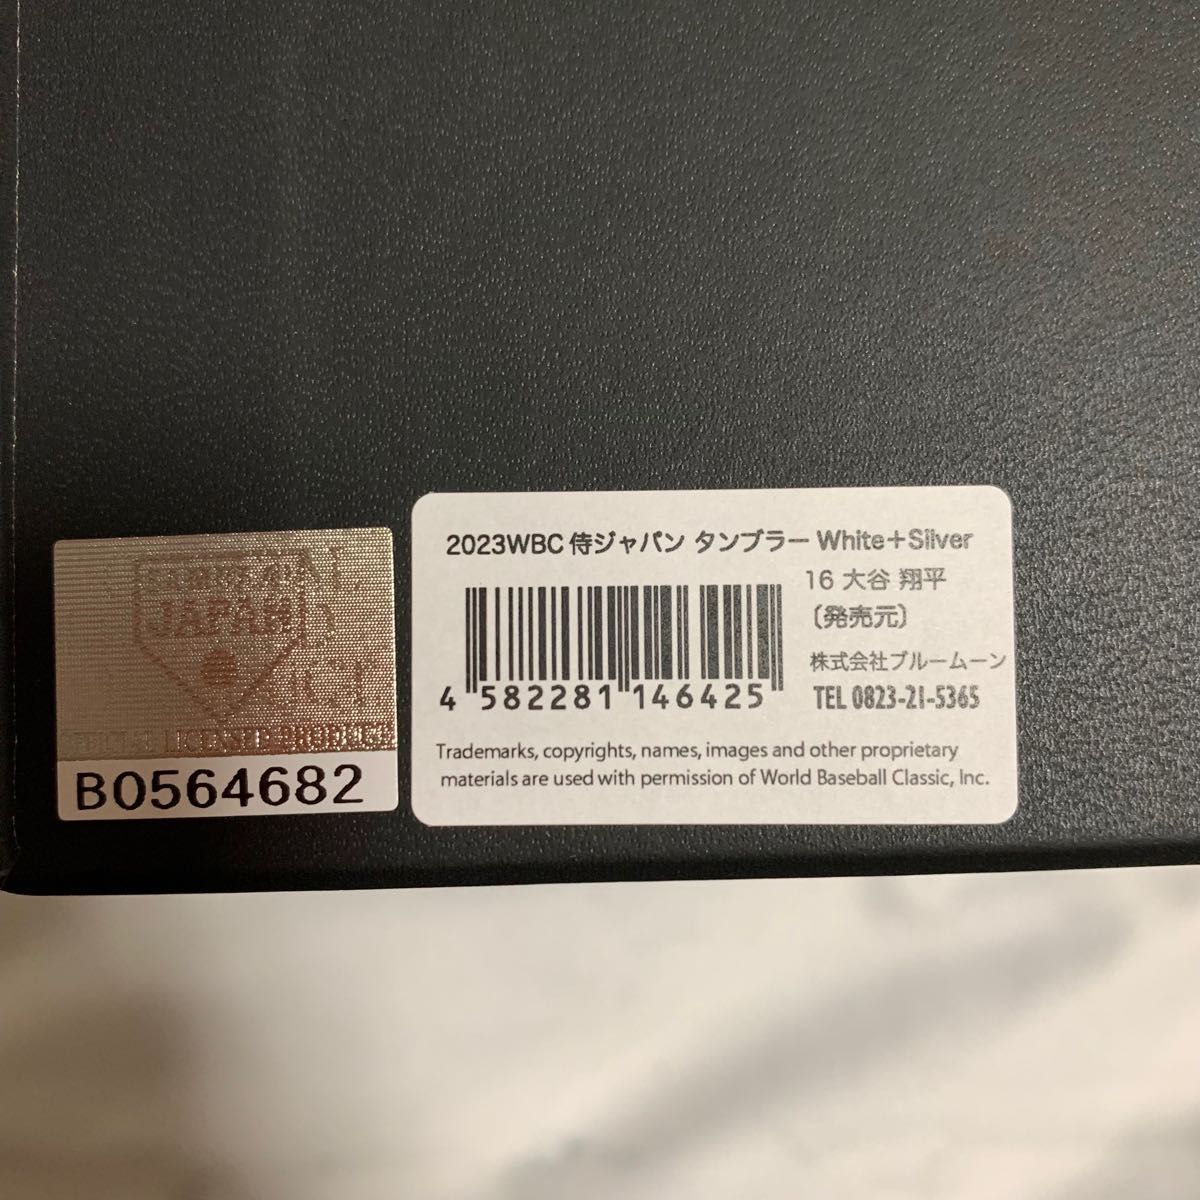 2023WBC 侍ジャパン タンブラー White+Silver
16 大谷 翔平
〔発売元〕
株式会社ブルームーン
TEL 0823-21-5365
4 582281 146425
Trademarks, copyrights, names, images and other proprietary
materials are used with permission of World Baseball Classic, Inc.
JAPAN
LICENSED PRODUCT
B0564682